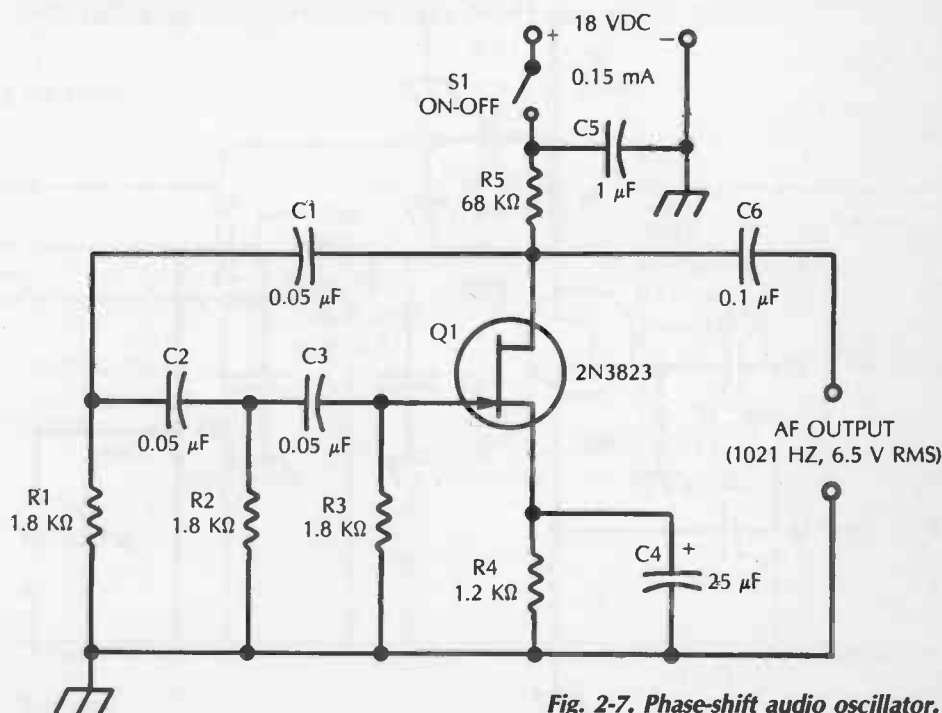 + 18 VDC −
0.15 mA
S1
ON-OFF
C5
1 µF
R5
68 KΩ
C1
0.05 µF
C6
0.1 µF
Q1
2N3823
C2
0.05 µF
C3
0.05 µF
AF OUTPUT
(1021 HZ, 6.5 V RMS)
R1
1.8 KΩ
R2
1.8 KΩ
R3
1.8 KΩ
R4
1.2 KΩ
C4 +
25 µF
Fig. 2-7. Phase-shift audio oscillator.